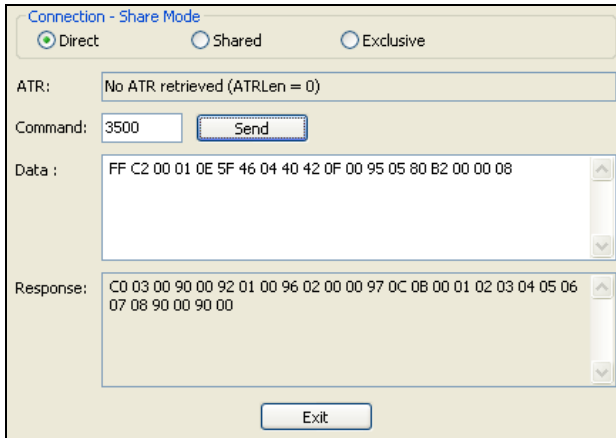 Connection - Share Mode
Direct Shared Exclusive
ATR: No ATR retrieved (ATRLen = 0)
Command: 3500 Send
Data : FF C2 00 01 0E 5F 46 04 40 42 0F 00 95 05 80 B2 00 00 08
Response: C0 03 00 90 00 92 01 00 96 02 00 00 97 0C 0B 00 01 02 03 04 05 06
07 08 90 00 90 00
Exit